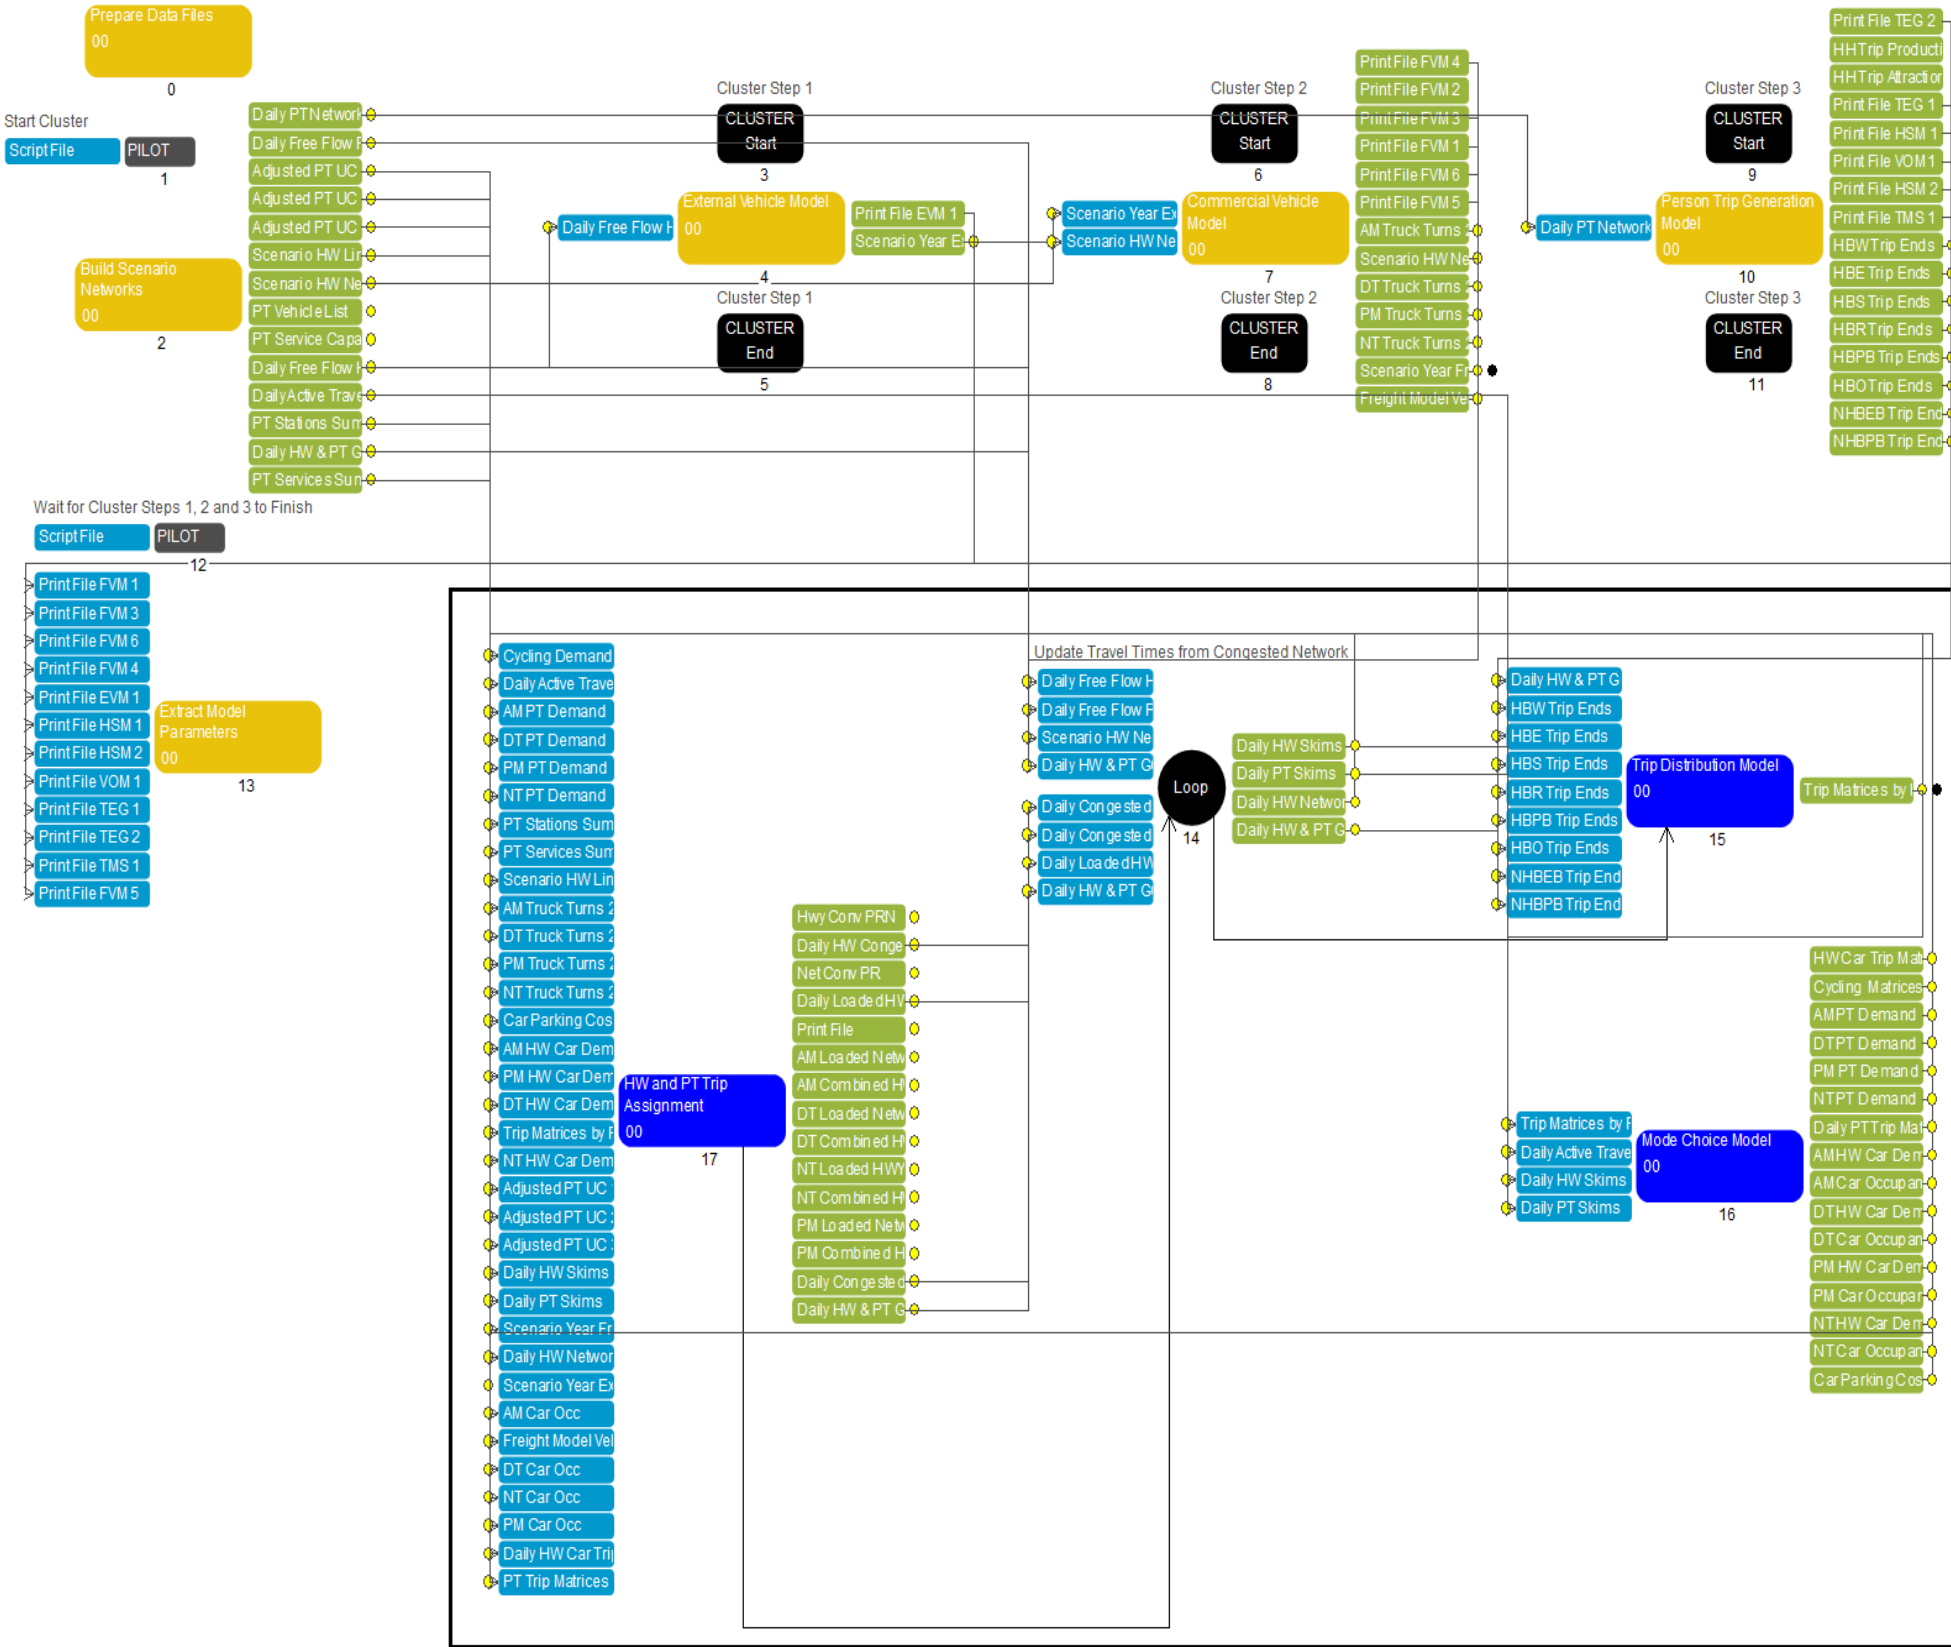 Prepare Data Files
00
0
Start Cluster
Script File
PILOT
1
Build Scenario
Networks
00
2
Daily PT Network
Daily Free Flow F
Adjusted PT UC
Adjusted PT UC
Adjusted PT UC
Scenario HW Lin
Scenario HW Ne
PT Vehicle List
PT Service Capa
Daily Free Flow H
Daily Active Trave
PT Stations Sum
Daily HW & PT G
PT Services Sun
Cluster Step 1
CLUSTER
Start
3
Daily Free Flow H
External Vehicle Model
00
4
Print File EVM 1
Scenario Year E
Cluster Step 1
CLUSTER
End
5
Cluster Step 2
CLUSTER
Start
6
Scenario Year Ex
Scenario HW Ne
Commercial Vehicle
Model
00
7
Cluster Step 2
CLUSTER
End
8
Print File FVM 4
Print File FVM 2
Print File FVM 3
Print File FVM 1
Print File FVM 6
Print File FVM 5
AM Truck Turns
Scenario HW Ne
DT Truck Turns
PM Truck Turns
NT Truck Turns
Scenario Year Fr
Freight Model Ve
Cluster Step 3
CLUSTER
Start
9
Daily PT Network
Person Trip Generation
Model
00
10
Cluster Step 3
CLUSTER
End
11
Print File TEG 2
HH Trip Producti
HH Trip Attraction
Print File TEG 1
Print File HSM 1
Print File VOM 1
Print File HSM 2
Print File TMS 1
HBW Trip Ends
HBE Trip Ends
HBS Trip Ends
HBR Trip Ends
HBPB Trip Ends
HBO Trip Ends
NHBEB Trip End
NHBPB Trip End
Wait for Cluster Steps 1, 2 and 3 to Finish
Script File
PILOT
12
Print File FVM 1
Print File FVM 3
Print File FVM 6
Print File FVM 4
Print File EVM 1
Print File HSM 1
Print File HSM 2
Print File VOM 1
Print File TEG 1
Print File TEG 2
Print File TMS 1
Print File FVM 5
Extract Model
Parameters
00
13
Cycling Demand
Daily Active Trave
AM PT Demand
DT PT Demand
PM PT Demand
NT PT Demand
PT Stations Sum
PT Services Sum
Scenario HW Lin
AM Truck Turns 2
DT Truck Turns 2
PM Truck Turns 2
NT Truck Turns 2
Car Parking Cos
AM HW Car Dem
PM HW Car Dem
DT HW Car Dem
Trip Matrices by P
NT HW Car Dem
Adjusted PT UC
Adjusted PT UC
Adjusted PT UC
Daily HW Skims
Daily PT Skims
Scenario Year Fr
Daily HW Networ
Scenario Year Ex
AM Car Occ
Freight Model Vel
DT Car Occ
NT Car Occ
PM Car Occ
Daily HW Car Trip
PT Trip Matrices
HW and PT Trip
Assignment
00
17
Hwy Conv PRN
Daily HW Conge
Net Conv PR
Daily Loaded HW
Print File
AM Loaded Netw
AM Combined H
DT Loaded Netw
DT Combined H
NT Loaded HWY
NT Combined H
PM Loaded Netw
PM Combined H
Daily Congested
Daily HW & PT G
Update Travel Times from Congested Network
Daily Free Flow H
Daily Free Flow F
Scenario HW Ne
Daily HW & PT G
Daily Congested
Daily Congested
Daily Loaded HW
Daily HW & PT G
Loop
14
Daily HW Skims
Daily PT Skims
Daily HW Networ
Daily HW & PT G
Daily HW & PT G
HBW Trip Ends
HBE Trip Ends
HBS Trip Ends
HBR Trip Ends
HBPB Trip Ends
HBO Trip Ends
NHBEB Trip End
NHBPB Trip End
Trip Distribution Model
00
15
Trip Matrices by
Trip Matrices by P
Daily Active Trave
Daily HW Skims
Daily PT Skims
Mode Choice Model
00
16
HW Car Trip Mat
Cycling Matrices
AM PT Demand
DT PT Demand
PM PT Demand
NT PT Demand
Daily PT Trip Mat
AM HW Car Dem
AM Car Occupan
DT HW Car Dem
DT Car Occupan
PM HW Car Dem
PM Car Occupan
NT HW Car Dem
NT Car Occupan
Car Parking Cos